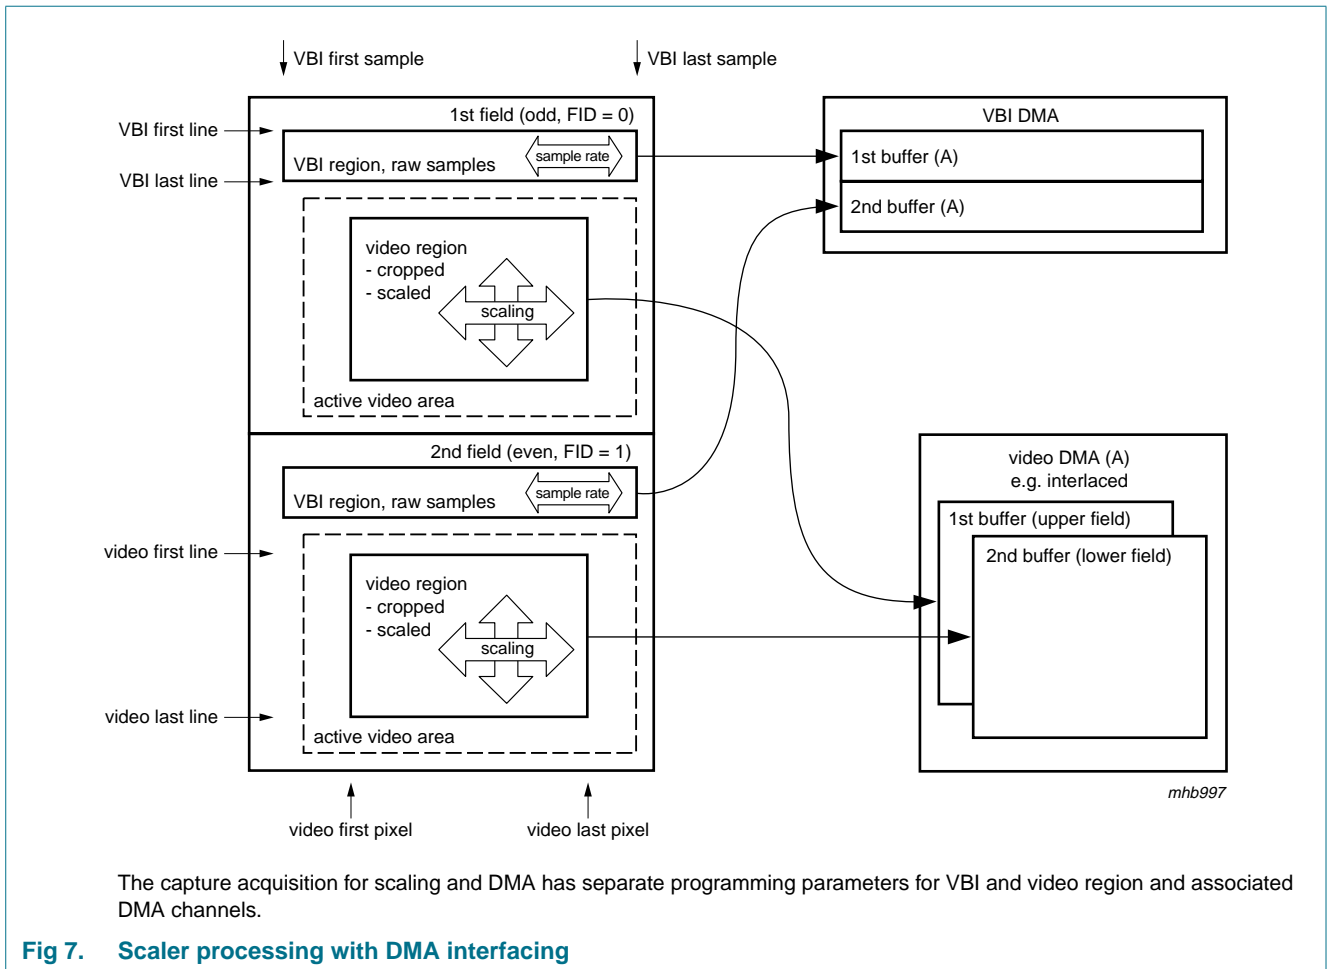 VBI first sample
VBI last sample
1st field (odd, FID = 0)
VBI first line
VBI region, raw samples
sample rate
VBI last line
video region
- cropped
- scaled
scaling
active video area
2nd field (even, FID = 1)
VBI region, raw samples
sample rate
video first line
video region
- cropped
- scaled
scaling
video last line
active video area
video first pixel
video last pixel
VBI DMA
1st buffer (A)
2nd buffer (A)
video DMA (A)
e.g. interlaced
1st buffer (upper field)
2nd buffer (lower field)
mhb997
The capture acquisition for scaling and DMA has separate programming parameters for VBI and video region and associated
DMA channels.
Fig 7. Scaler processing with DMA interfacing